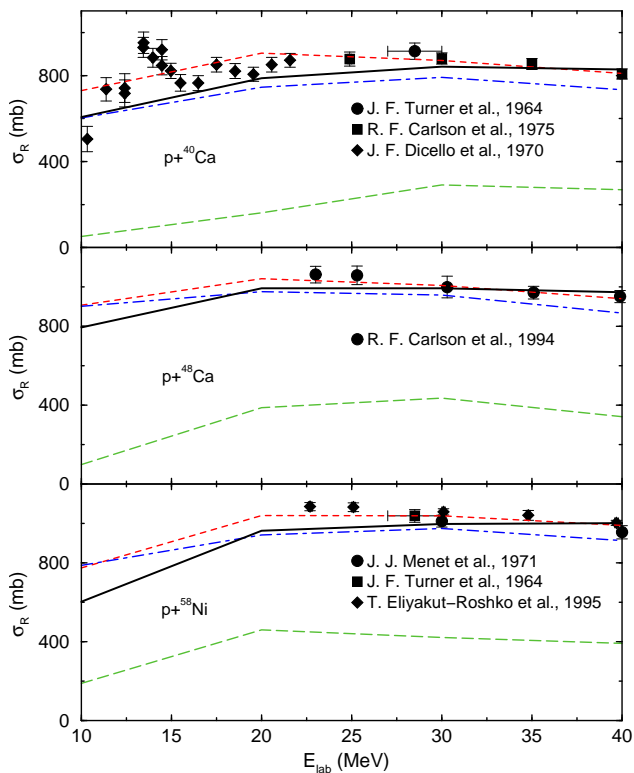 800
400
0
σR (mb)
J. F. Turner et al., 1964
R. F. Carlson et al., 1975
J. F. Dicello et al., 1970
p+40Ca
800
400
0
σR (mb)
R. F. Carlson et al., 1994
p+48Ca
800
400
0
σR (mb)
J. J. Menet et al., 1971
J. F. Turner et al., 1964
T. Eliyakut−Roshko et al., 1995
p+58Ni
10 15 20 25 30 35 40
Elab (MeV)